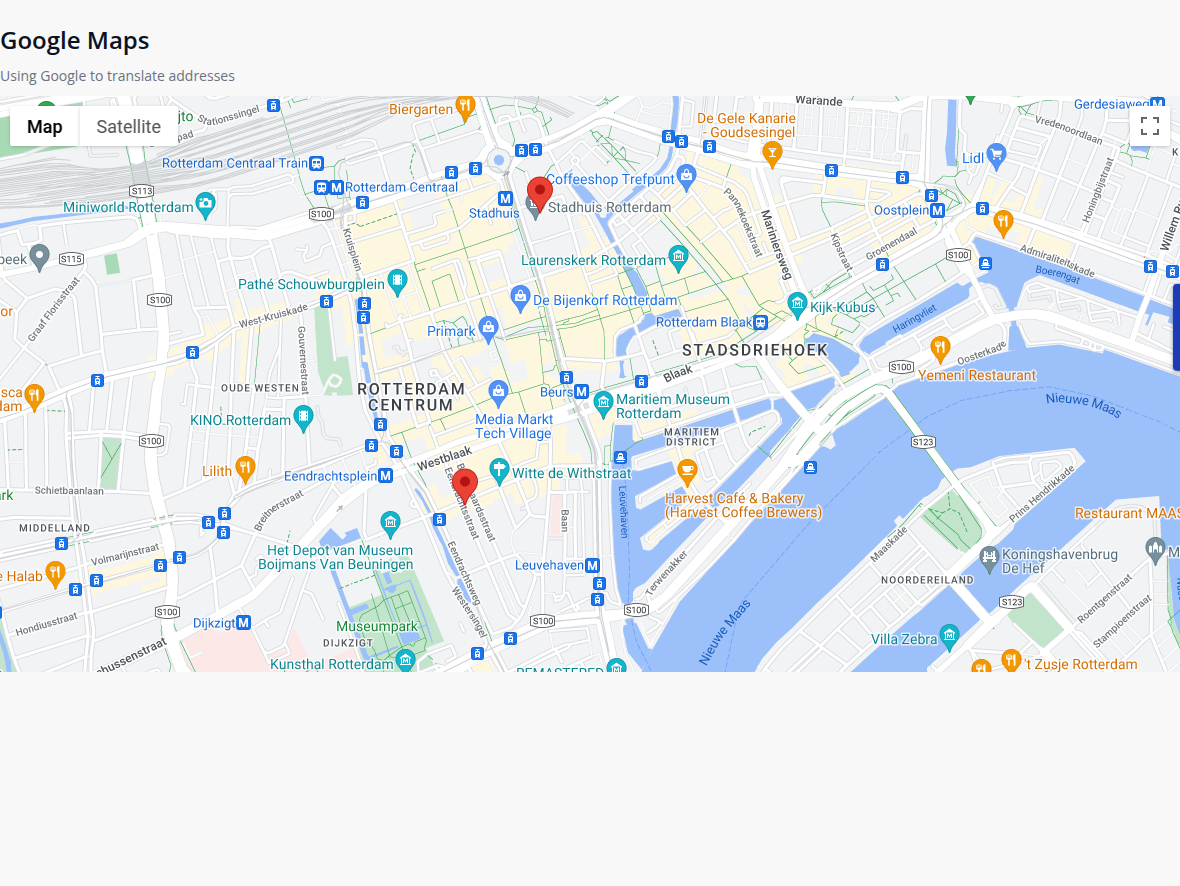 Google Maps
Using Google to translate addresses
Map
Satellite
Stationssingel
Biergarten
Warande
Gerdesiaweg
De Gele Kanarie
- Goudsesingel
Vredenoordlaan
Lidl
Rotterdam Centraal Train
Rotterdam Centraal
Coffeeshop Trefpunt
S113
S100
Miniworld Rotterdam
Stadhuis
Stadhuis Rotterdam
Pannekoekstraat
Mariniersweg
Oostplein
Honingbijstraat
Kruisplein
Kipstraat
Groenendaal
S100
Admiraliteitskade
Boerengat
S115
Laurenskerk Rotterdam
Graaf Florisstraat
Pathé Schouwburgplein
S100
De Bijenkorf Rotterdam
Kijk-Kubus
Haringvliet
West-Kruiskade
Primark
Rotterdam Blaak
Gouvernestraat
STADSDRIEHOEK
Oosterkade
S100
Yemeni Restaurant
Blaak
OUDE WESTEN
ROTTERDAM
CENTRUM
Beurs
Maritiem Museum
Rotterdam
Nieuwe Maas
KINO Rotterdam
Media Markt
Tech Village
MARITIEM
DISTRICT
S100
S123
Westblaak
Lilith
Eendrachtsplein
Witte de Withstraat
Schietbaanlaan
Eendrachtsstraat
Leuvehaven
Harvest Café & Bakery
(Harvest Coffee Brewers)
Prins Hendrikkade
Breitnerstraat
Baan
Restaurant MAAS
MIDDELLAND
Volmarijnstraat
Het Depot van Museum
Boijmans Van Beuningen
Maaskade
Koningshavenbrug
De Hef
Eendrachtsweg
Leuvehaven
Terwenakker
NOORDEREILAND
Halab
Westersingel
S100
S100
S100
S123
Roentgenstraat
Stampioenstraat
Hondiusstraat
Dijkzigt
Museumpark
DIJKZIGT
Nieuwe Maas
Villa Zebra
Kunsthal Rotterdam
REMASTERED
't Zusje Rotterdam